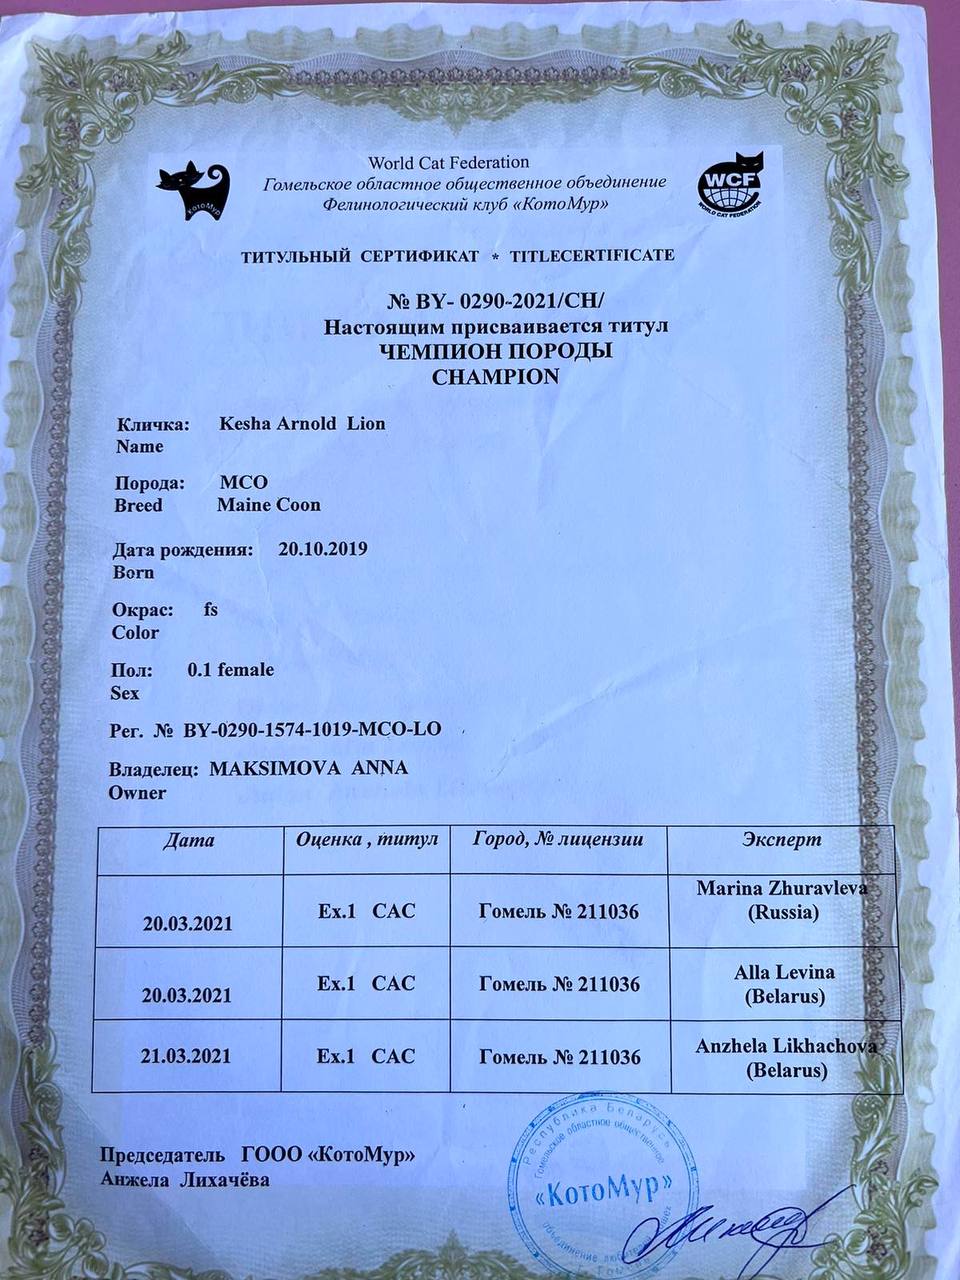 World Cat Federation
Гомельское областное общественное объединение
Фелинологический клуб «КотоМур»
КотоМур
WCF
WORLD CAT FEDERATION
ТИТУЛЬНЫЙ СЕРТИФИКАТ * TITLECERTIFICATE
№ BY- 0290-2021/CH/
Настоящим присваивается титул
ЧЕМПИОН ПОРОДЫ
CHAMPION
Кличка: Kesha Arnold Lion
Name
Порода: MCO
Breed Maine Coon
Дата рождения: 20.10.2019
Born
Окрас: fs
Color
Пол: 0.1 female
Sex
Рег. № BY-0290-1574-1019-MCO-LO
Владелец: MAKSIMOVA ANNA
Owner
Дата Оценка , титул Город, № лицензии Эксперт
20.03.2021 Ex.1 CAC Гомель № 211036 Marina Zhuravleva (Russia)
20.03.2021 Ex.1 CAC Гомель № 211036 Alla Levina (Belarus)
21.03.2021 Ex.1 CAC Гомель № 211036 Anzhela Likhachova (Belarus)
Председатель ГООО «КотоМур»
Анжела Лихачёва
Республика Беларусь
Гомельское областное общественное
«КотоМур»
объединение